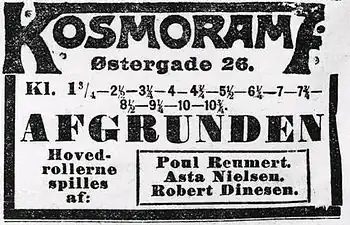 KOSMORAMA
Østergade 26.
Kl. 1¾—2½—3¼—4—4¾—5½—6¼—7—7¾—
8½—9¼—10—10¾.
AFGRUNDEN
Hoved-
rollerne
spilles
af:
Poul Reumert.
Asta Nielsen.
Robert Dinesen.